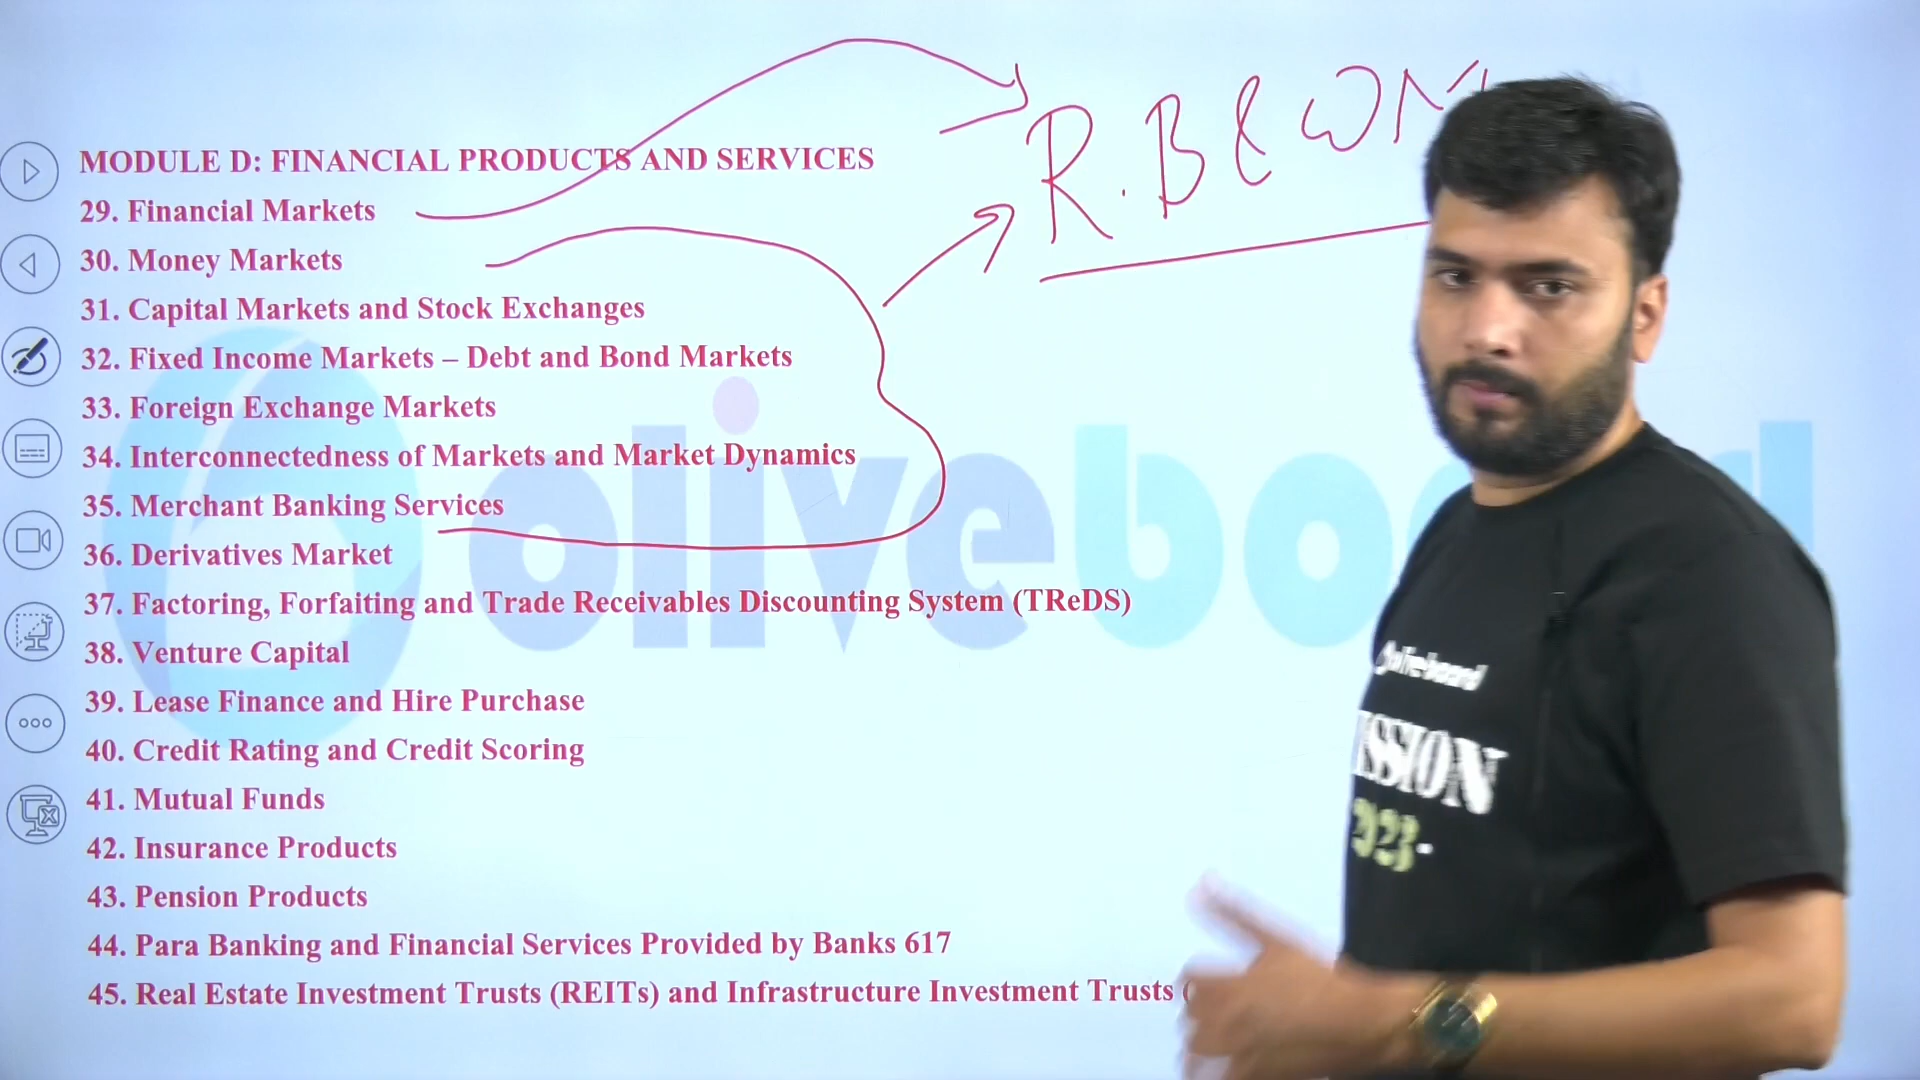 R.B & WM
MODULE D: FINANCIAL PRODUCTS AND SERVICES
29. Financial Markets
30. Money Markets
31. Capital Markets and Stock Exchanges
32. Fixed Income Markets – Debt and Bond Markets
33. Foreign Exchange Markets
34. Interconnectedness of Markets and Market Dynamics
35. Merchant Banking Services
36. Derivatives Market
37. Factoring, Forfaiting and Trade Receivables Discounting System (TReDS)
38. Venture Capital
39. Lease Finance and Hire Purchase
40. Credit Rating and Credit Scoring
41. Mutual Funds
42. Insurance Products
43. Pension Products
44. Para Banking and Financial Services Provided by Banks 617
45. Real Estate Investment Trusts (REITs) and Infrastructure Investment Trusts (
oliveboard
2023-